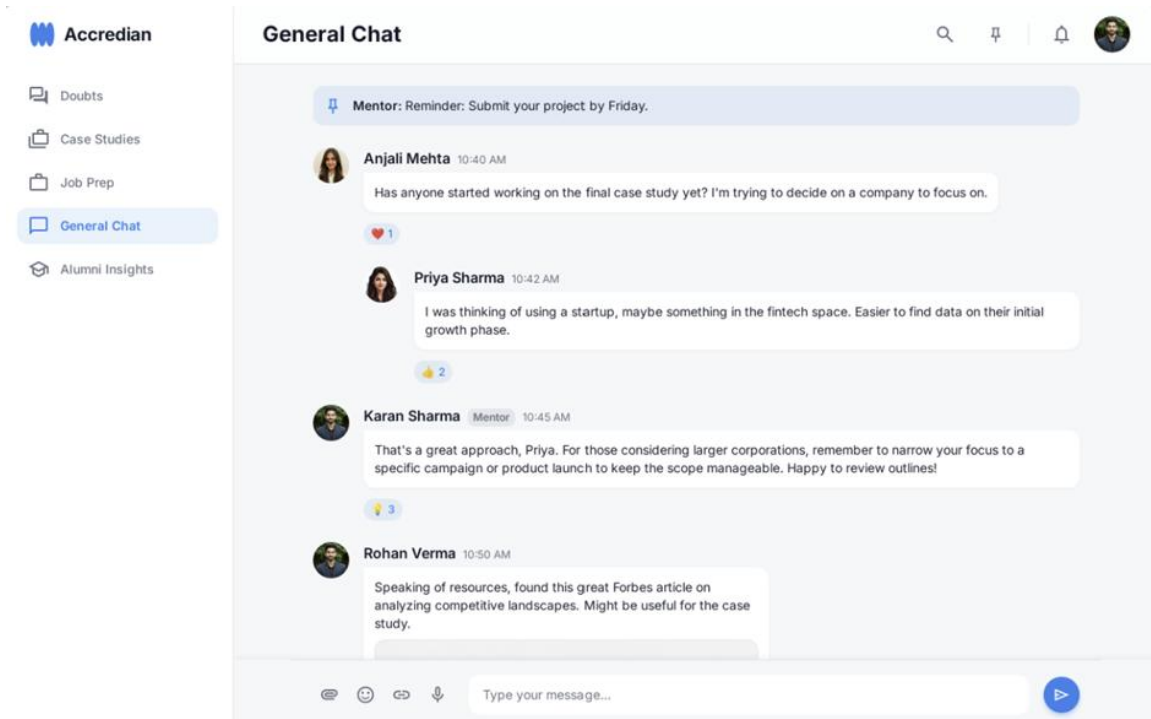 Accredian
General Chat
Doubts
Case Studies
Job Prep
General Chat
Alumni Insights
Mentor: Reminder: Submit your project by Friday.
Anjali Mehta 10:40 AM
Has anyone started working on the final case study yet? I'm trying to decide on a company to focus on.
❤️ 1
Priya Sharma 10:42 AM
I was thinking of using a startup, maybe something in the fintech space. Easier to find data on their initial
growth phase.
👍 2
Karan Sharma Mentor 10:45 AM
That's a great approach, Priya. For those considering larger corporations, remember to narrow your focus to a
specific campaign or product launch to keep the scope manageable. Happy to review outlines!
💡 3
Rohan Verma 10:50 AM
Speaking of resources, found this great Forbes article on
analyzing competitive landscapes. Might be useful for the case
study.
Type your message...